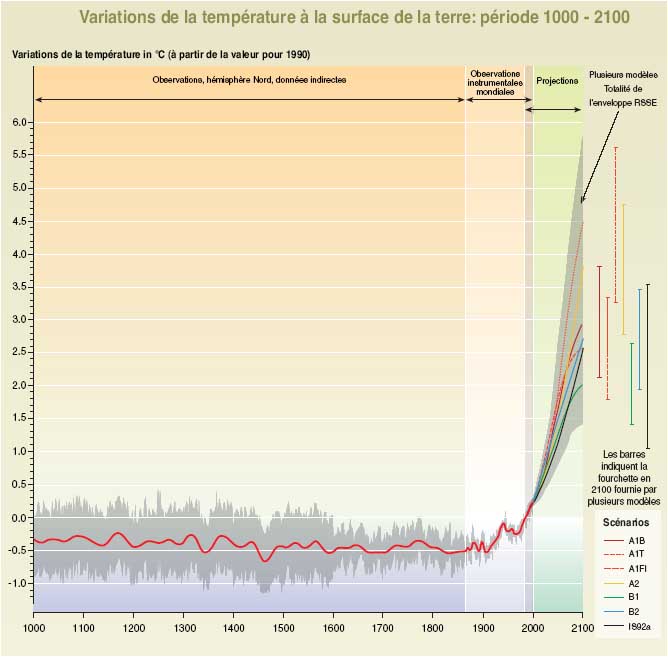 Variations de la température à la surface de la terre: période 1000 - 2100
Variations de la température in °C (à partir de la valeur pour 1990)
Observations, hémisphère Nord, données indirectes
Observations
instrumentales
mondiales
Projections
Plusieurs modèles
Totalité de
l'enveloppe RSSE
6.0
5.5
5.0
4.5
4.0
3.5
3.0
2.5
2.0
1.5
1.0
0.5
0.0
-0.5
-1.0
1000
1100
1200
1300
1400
1500
1600
1700
1800
1900
2000
2100
Les barres
indiquent la
fourchette en
2100 fournie par
plusieurs modèles
Scénarios
A1B
A1T
A1FI
A2
B1
B2
IS92a